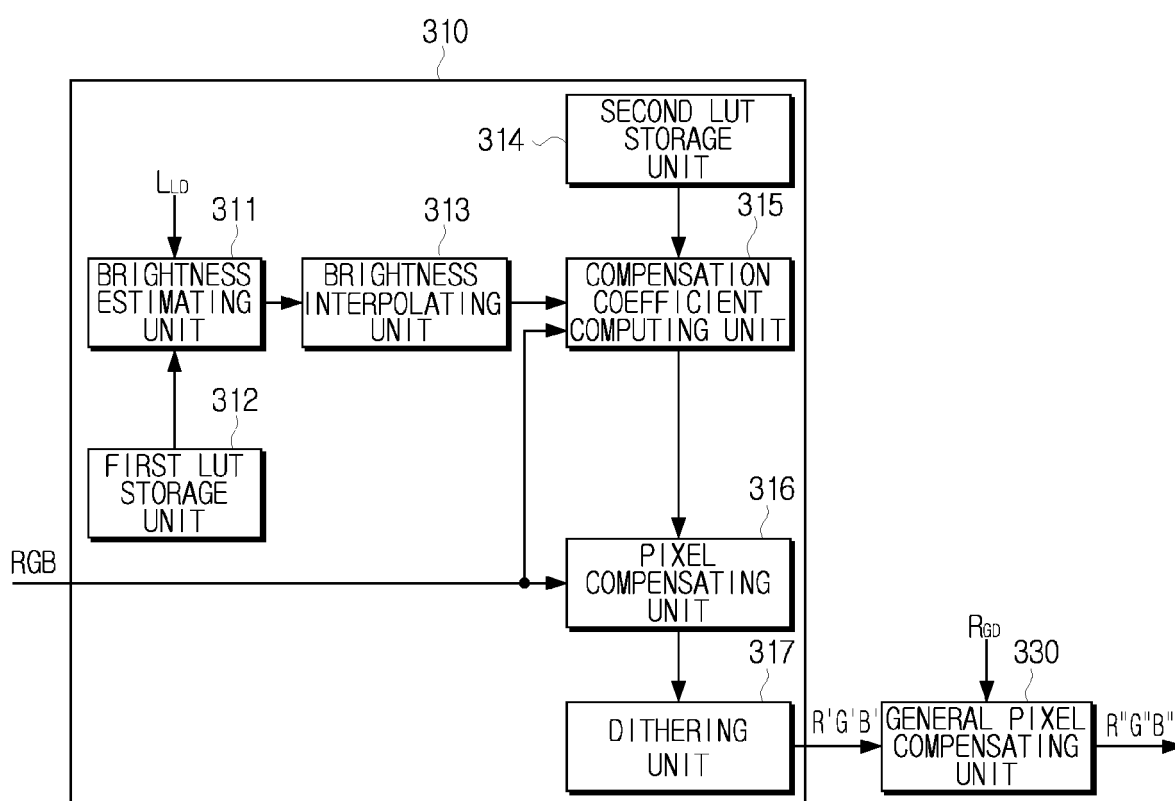 310
SECOND LUT
STORAGE
UNIT
314
LLD
311
313
315
BRIGHTNESS
ESTIMATING
UNIT
BRIGHTNESS
INTERPOLATING
UNIT
COMPENSATION
COEFFICIENT
COMPUTING UNIT
312
FIRST LUT
STORAGE
UNIT
316
RGB
PIXEL
COMPENSATING
UNIT
317
RGD
330
DITHERING
UNIT
R'G'B'
GENERAL PIXEL
COMPENSATING
UNIT
R"G"B"